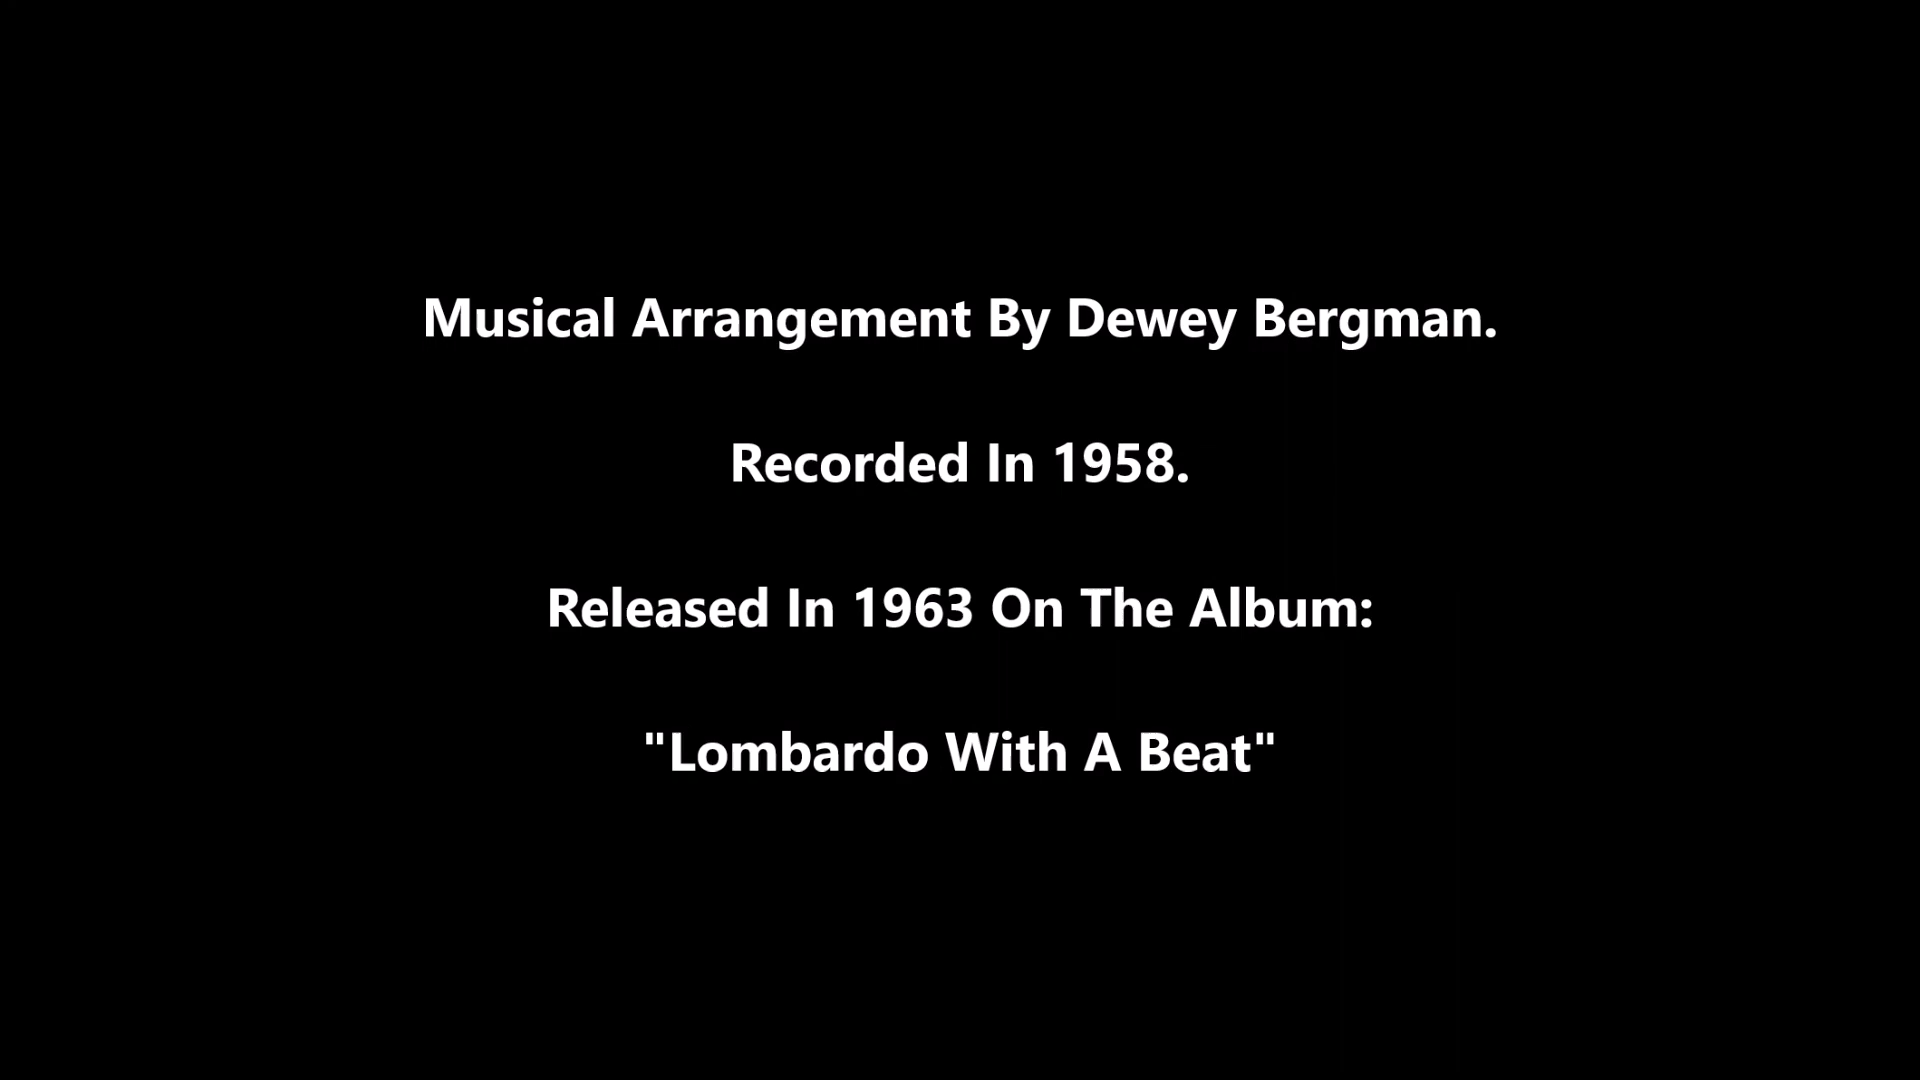 Musical Arrangement By Dewey Bergman.
Recorded In 1958.
Released In 1963 On The Album:
"Lombardo With A Beat"